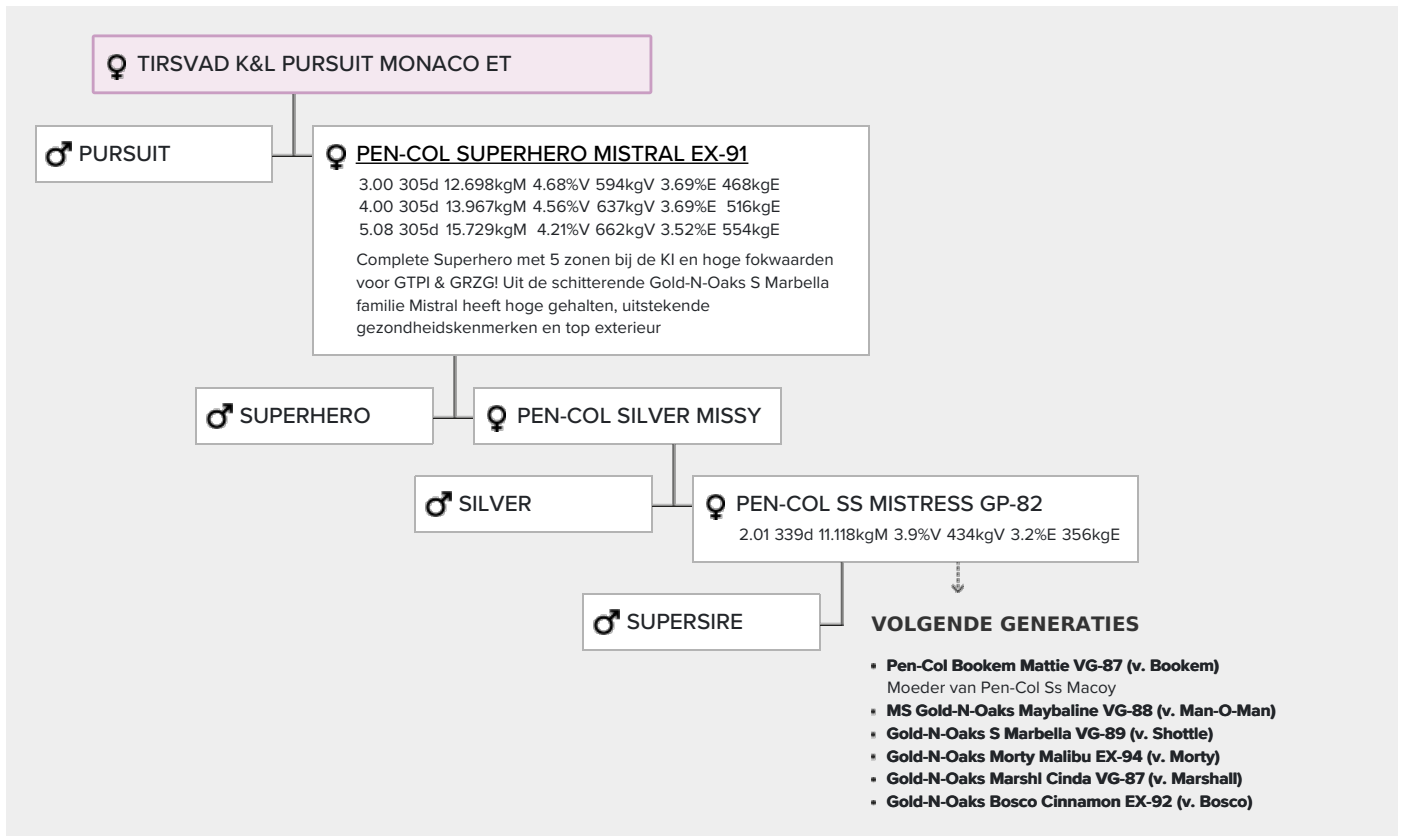 TIRSVAD K&L PURSUIT MONACO ET
PURSUIT
PEN-COL SUPERHERO MISTRAL EX-91
3.00 305d 12.698kgM 4.68%V 594kgV 3.69%E 468kgE
4.00 305d 13.967kgM 4.56%V 637kgV 3.69%E 516kgE
5.08 305d 15.729kgM 4.21%V 662kgV 3.52%E 554kgE
Complete Superhero met 5 zonen bij de KI en hoge fokwaarden
voor GTPI & GRZG! Uit de schitterende Gold-N-Oaks S Marbella
familie Mistral heeft hoge gehalten, uitstekende
gezondheidskenmerken en top exterieur
SUPERHERO
PEN-COL SILVER MISSY
SILVER
PEN-COL SS MISTRESS GP-82
2.01 339d 11.118kgM 3.9%V 434kgV 3.2%E 356kgE
SUPERSIRE
VOLGENDE GENERATIES
Pen-Col Bookem Mattie VG-87 (v. Bookem)
Moeder van Pen-Col Ss Macoy
MS Gold-N-Oaks Maybaline VG-88 (v. Man-O-Man)
Gold-N-Oaks S Marbella VG-89 (v. Shottle)
Gold-N-Oaks Morty Malibu EX-94 (v. Morty)
Gold-N-Oaks Marshl Cinda VG-87 (v. Marshall)
Gold-N-Oaks Bosco Cinnamon EX-92 (v. Bosco)